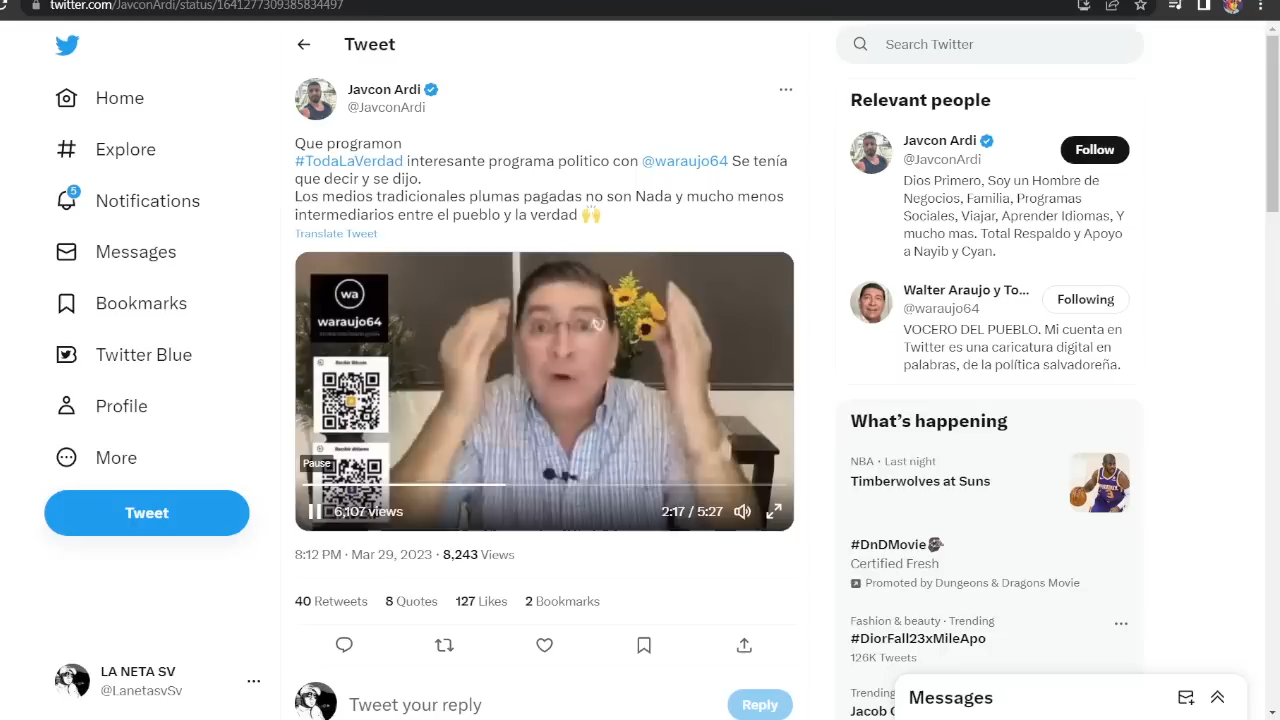 twitter.com/JavconArdi/status/1641277309385834497
Home
Explore
5
Notifications
Messages
Bookmarks
Twitter Blue
Profile
More
Tweet
LA NETA SV
@LanetasvSv
Tweet
Javcon Ardi
@JavconArdi
Que programon
#TodaLaVerdad interesante programa politico con @waraujo64 Se tenía
que decir y se dijo.
Los medios tradicionales plumas pagadas no son Nada y mucho menos
intermediarios entre el pueblo y la verdad 🙌
Translate Tweet
wa
waraujo64
Recibir Bitcoin
Recibir dólares
Pause
6,107 views
2:17 / 5:27
8:12 PM · Mar 29, 2023 · 8,243 Views
40 Retweets 8 Quotes 127 Likes 2 Bookmarks
Tweet your reply
Reply
Search Twitter
Relevant people
Javcon Ardi
@JavconArdi
Follow
Dios Primero, Soy un Hombre de
Negocios, Familia, Programas
Sociales, Viajar, Aprender Idiomas, Y
mucho mas. Total Respaldo y Apoyo
a Nayib y Cyan.
Walter Araujo y To...
@waraujo64
Following
VOCERO DEL PUEBLO. Mi cuenta en
Twitter es una caricatura digital en
palabras, de la política salvadoreña.
What's happening
NBA · Last night
Timberwolves at Suns
#DnDMovie
Certified Fresh
Promoted by Dungeons & Dragons Movie
Fashion & beauty · Trending
#DiorFall23xMileApo
126K Tweets
Trending
Jacob
Messages